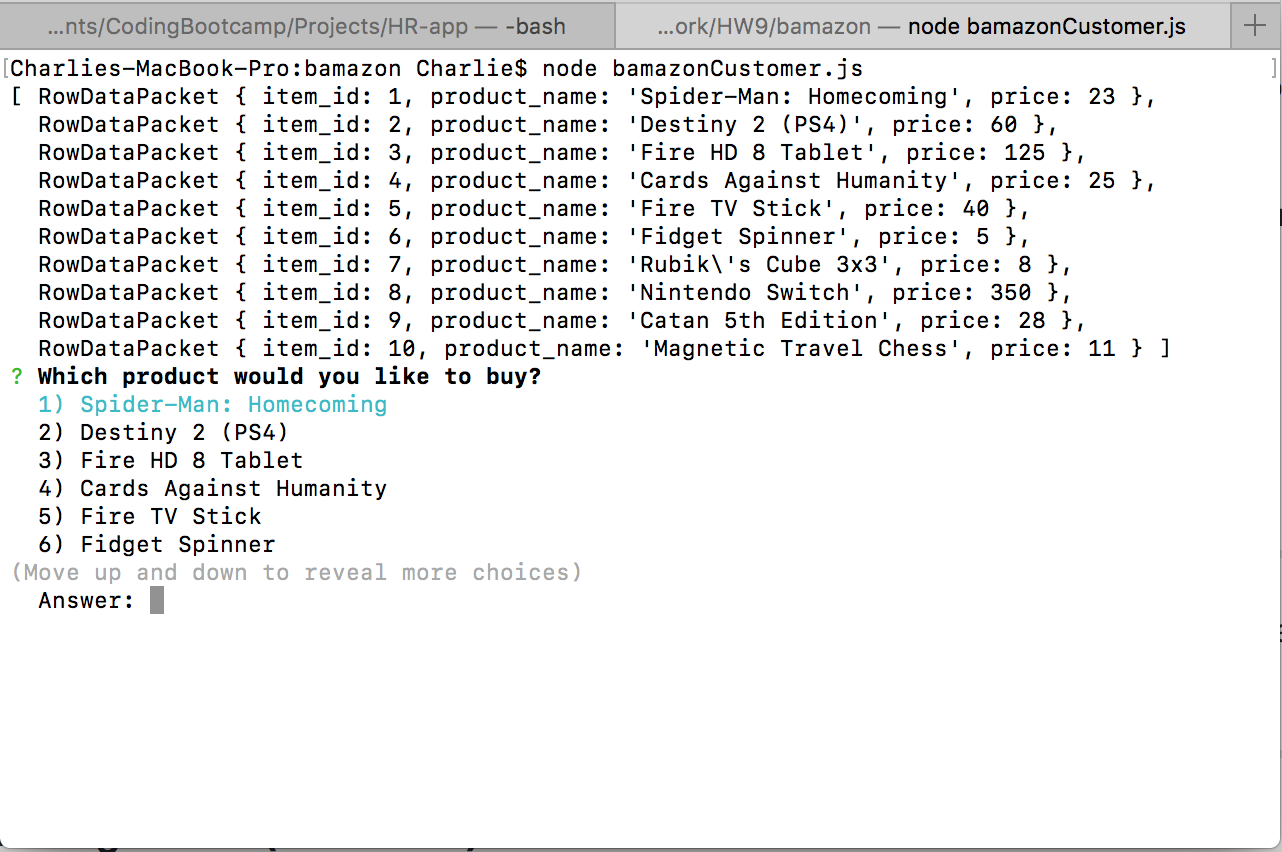 ...nts/CodingBootcamp/Projects/HR-app — -bash
...ork/HW9/bamazon — node bamazonCustomer.js
[Charlies-MacBook-Pro:bamazon Charlie$ node bamazonCustomer.js ]
[ RowDataPacket { item_id: 1, product_name: 'Spider-Man: Homecoming', price: 23 },
  RowDataPacket { item_id: 2, product_name: 'Destiny 2 (PS4)', price: 60 },
  RowDataPacket { item_id: 3, product_name: 'Fire HD 8 Tablet', price: 125 },
  RowDataPacket { item_id: 4, product_name: 'Cards Against Humanity', price: 25 },
  RowDataPacket { item_id: 5, product_name: 'Fire TV Stick', price: 40 },
  RowDataPacket { item_id: 6, product_name: 'Fidget Spinner', price: 5 },
  RowDataPacket { item_id: 7, product_name: 'Rubik\'s Cube 3x3', price: 8 },
  RowDataPacket { item_id: 8, product_name: 'Nintendo Switch', price: 350 },
  RowDataPacket { item_id: 9, product_name: 'Catan 5th Edition', price: 28 },
  RowDataPacket { item_id: 10, product_name: 'Magnetic Travel Chess', price: 11 } ]
? Which product would you like to buy?
  1) Spider-Man: Homecoming
  2) Destiny 2 (PS4)
  3) Fire HD 8 Tablet
  4) Cards Against Humanity
  5) Fire TV Stick
  6) Fidget Spinner
(Move up and down to reveal more choices)
  Answer: